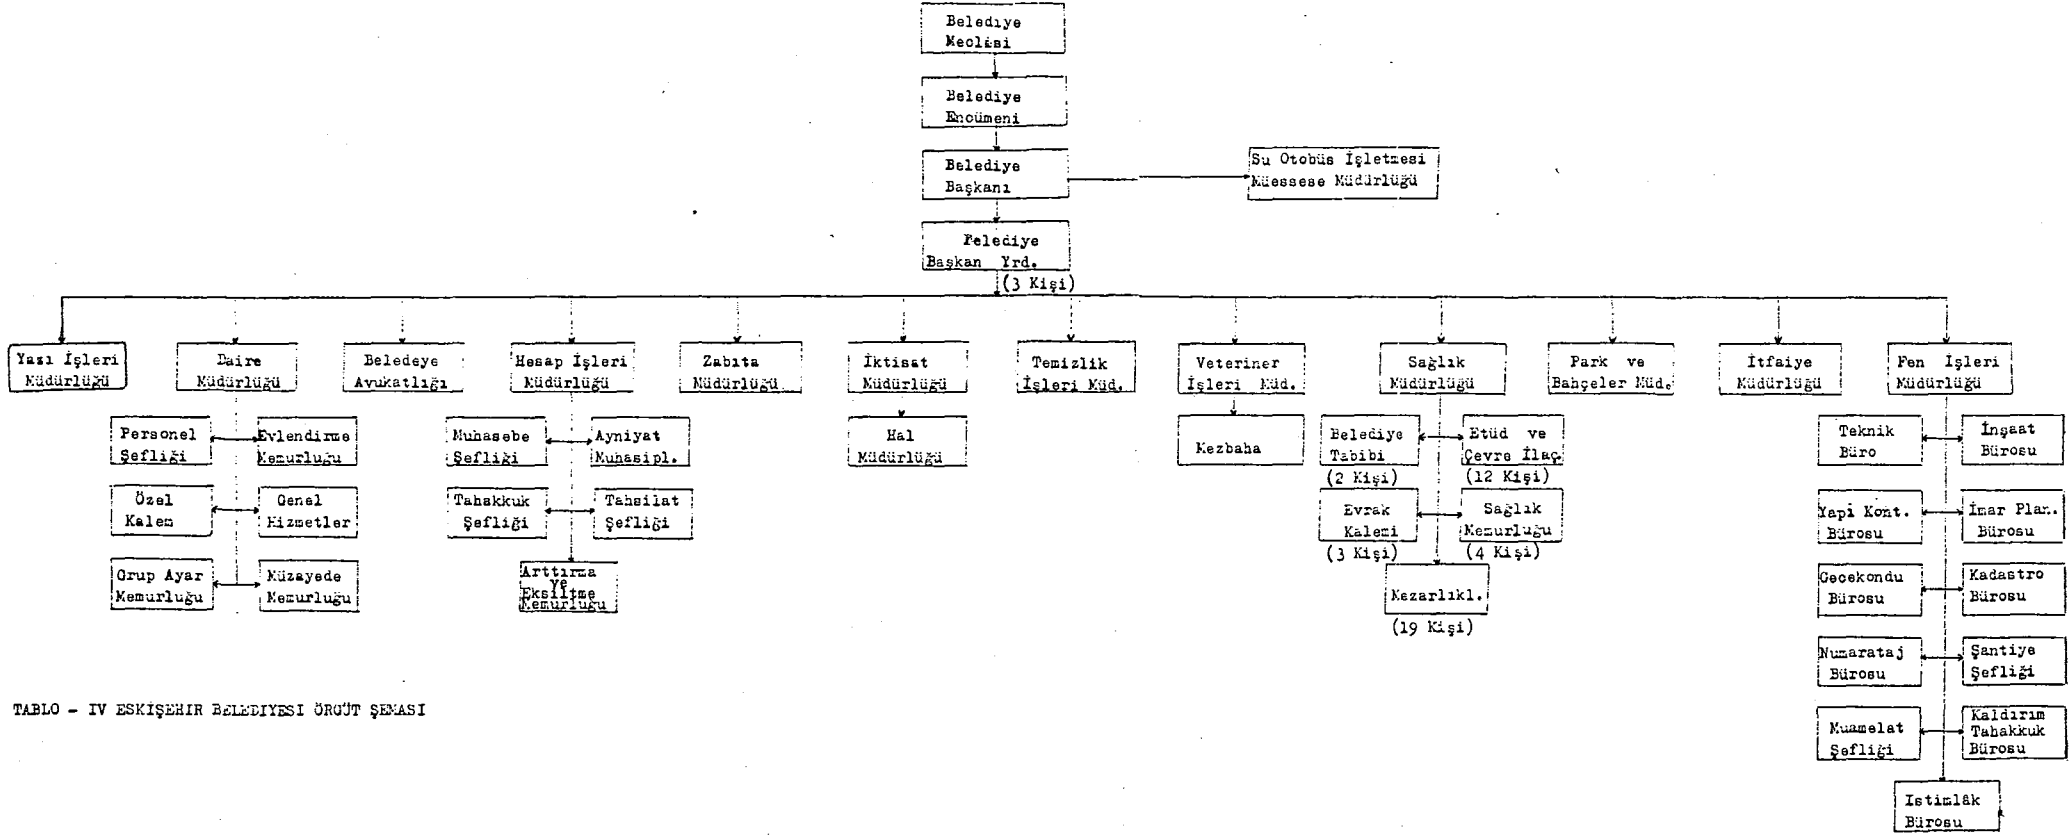 Belediye
Meclisi
Belediye
Encümeni
Belediye
Başkanı
Su Otobüs İşletmesi
Müessese Müdürlüğü
Belediye
Başkan Yrd.
(3 Kişi)
Yazı İşleri
Müdürlüğü
Daire
Müdürlüğü
Beledeye
Avukatlığı
Hesap İşleri
Müdürlüğü
Zabıta
Müdürlüğü
İktisat
Müdürlüğü
Temizlik
İşleri Müd.
Veteriner
İşleri Müd.
Sağlık
Müdürlüğü
Park ve
Bahçeler Müd.
İtfaiye
Müdürlüğü
Fen İşleri
Müdürlüğü
Personel
Şefliği
Evlendirme
Memurluğu
Özel
Kalem
Genel
Hizmetler
Grup Ayar
Memurluğu
Müzayede
Memurluğu
Muhasebe
Şefliği
Ayniyat
Muhasipl.
Tahakkuk
Şefliği
Tahsilat
Şefliği
Arttırma
ve
Eksiltme
Memurluğu
Hal
Müdürlüğü
Mezbaha
Belediye
Tabibi
(2 Kişi)
Etüd ve
Çevre İlaç.
(12 Kişi)
Evrak
Kalemi
(3 Kişi)
Sağlık
Memurluğu
(4 Kişi)
Mezarlıkl.
(19 Kişi)
Teknik
Büro
İnşaat
Bürosu
Yapi Kont.
Bürosu
İmar Plan.
Bürosu
Gecekondu
Bürosu
Kadastro
Bürosu
Numarataj
Bürosu
Şantiye
Şefliği
Muamelat
Şefliği
Kaldırım
Tahakkuk
Bürosu
Istimlâk
Bürosu
TABLO - IV ESKİŞEHIR BELEDIYESI ÖRGÜT ŞEMASI